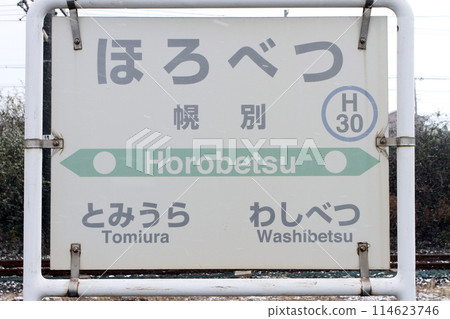 ほろべつ
幌別
H
30
Horobetsu
とみうら わしべつ
Tomiura Washibetsu
114623746